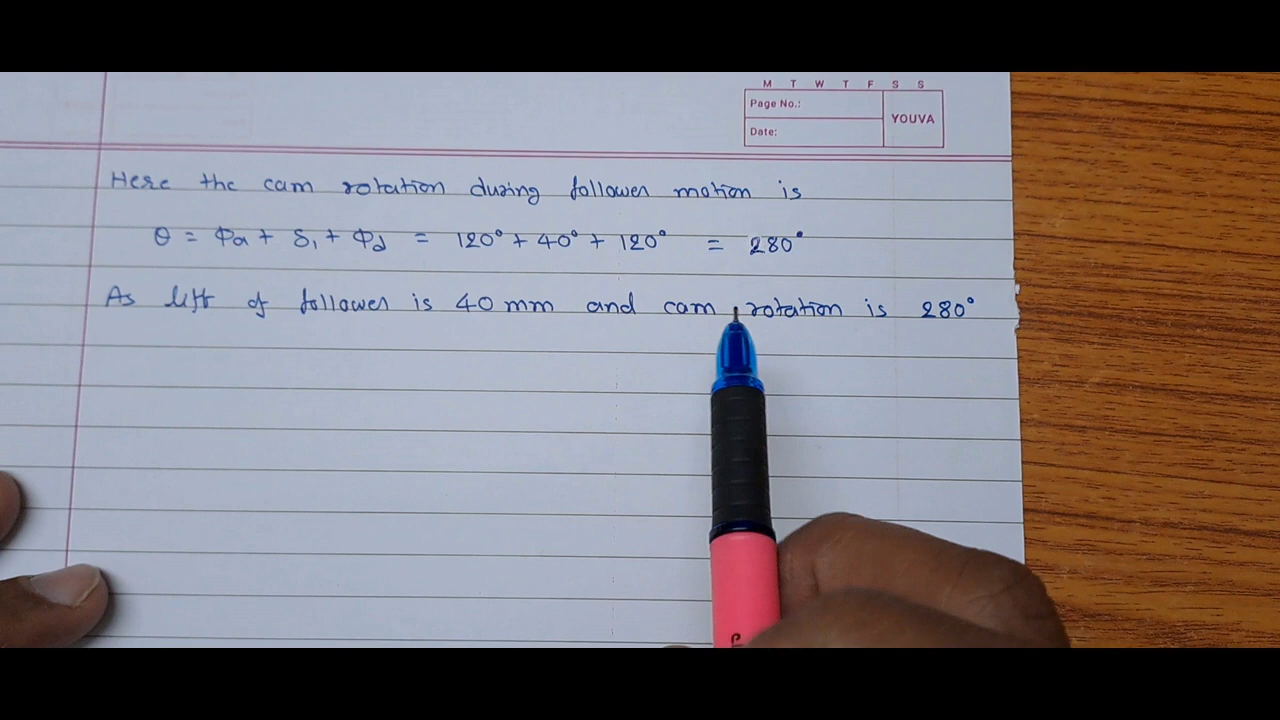 M T W T F S S
Page No.:
YOUVA
Date:
Here the cam rotation during follower motion is
θ = Φa + δ₁ + Φd = 120° + 40° + 120° = 280°
As lift of follower is 40 mm and cam rotation is 280°